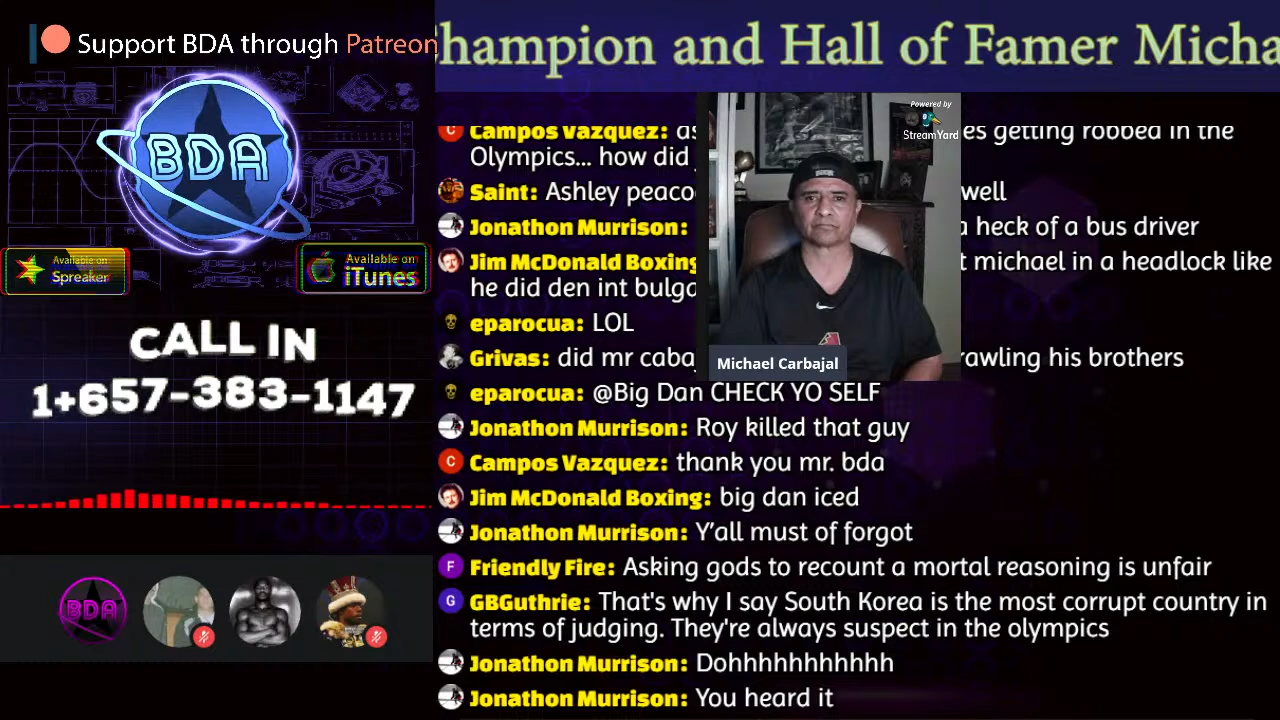 Support BDA through Patreon
hampion and Hall of Famer Micha
BDA
Available on
Spreaker
Available on
iTunes
CALL IN
1+657-383-1147
BDA
Powered by
StreamYard
Michael Carbajal
Campos Vazquez: as es getting robbed in the
Olympics... how did
Saint: Ashley peaco well
Jonathon Murrison: a heck of a bus driver
Jim McDonald Boxing t michael in a headlock like
he did den int bulga
eparocua: LOL
Grivas: did mr caba rawling his brothers
eparocua: @Big Dan CHECK YO SELF
Jonathon Murrison: Roy killed that guy
C Campos Vazquez: thank you mr. bda
Jim McDonald Boxing: big dan iced
Jonathon Murrison: Y'all must of forgot
F Friendly Fire: Asking gods to recount a mortal reasoning is unfair
G GBGuthrie: That's why I say South Korea is the most corrupt country in
terms of judging. They're always suspect in the olympics
Jonathon Murrison: Dohhhhhhhhhhh
Jonathon Murrison: You heard it